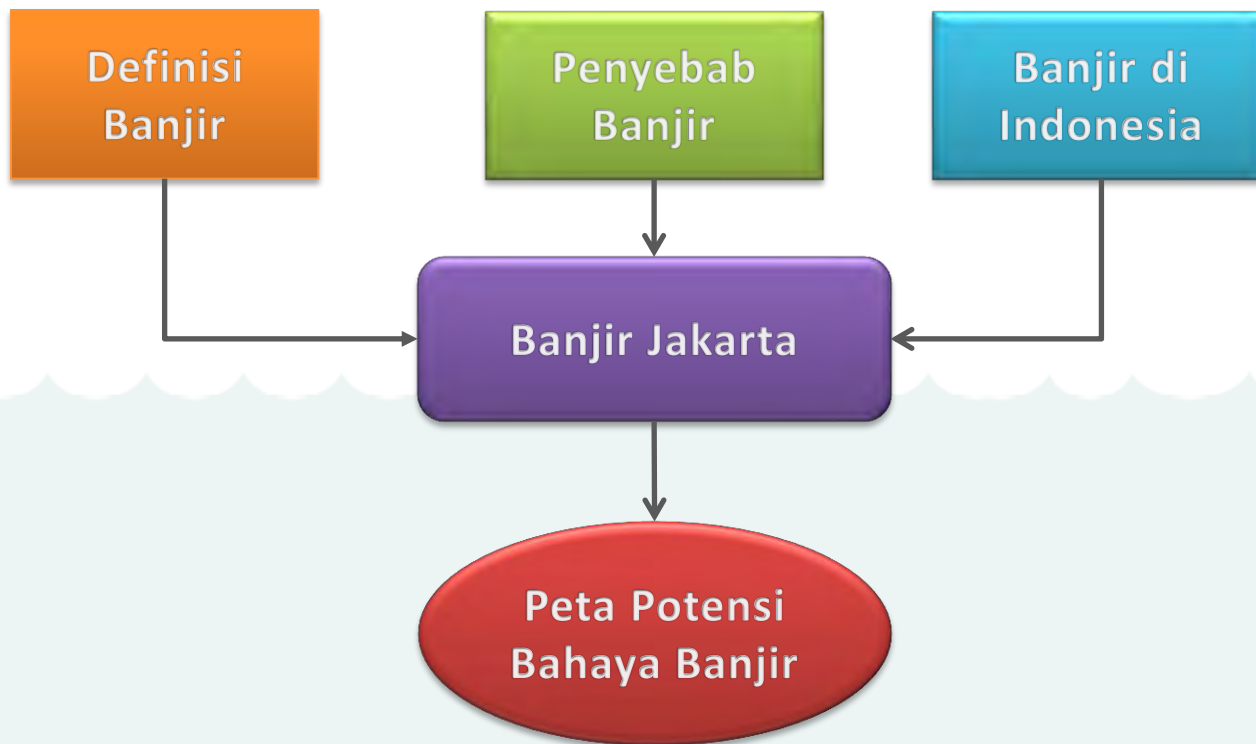 Definisi
Banjir
Penyebab
Banjir
Banjir di
Indonesia
Banjir Jakarta
Peta Potensi
Bahaya Banjir